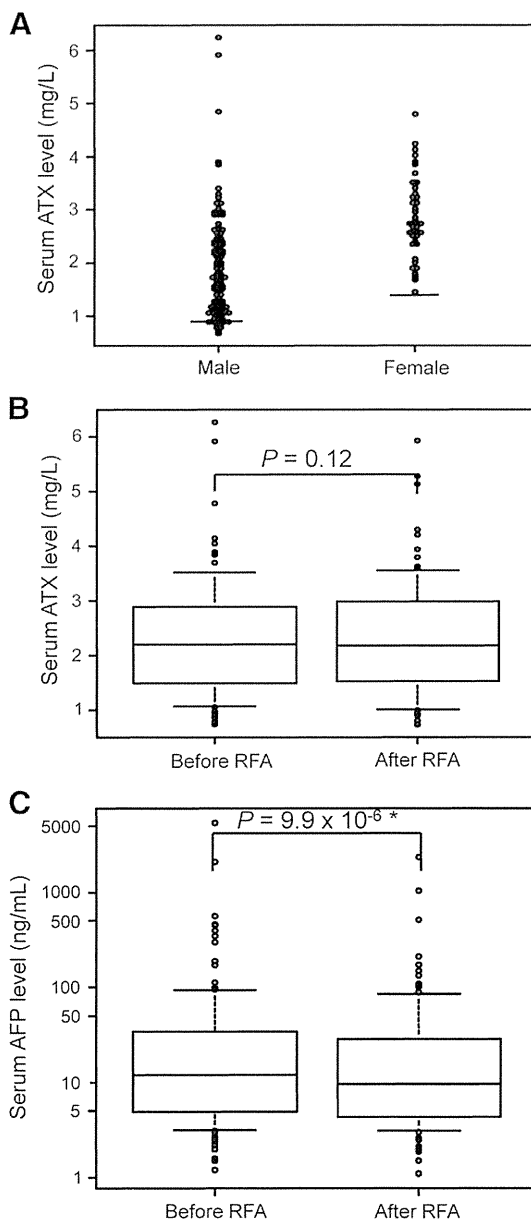 A
Serum ATX level (mg/L)
6
5
4
3
2
1
Male
Female
B
Serum ATX level (mg/L)
6
5
4
3
2
1
P = 0.12
Before RFA
After RFA
C
Serum AFP level (ng/mL)
5000
1000
500
100
50
10
5
1
P = 9.9 x 10⁻⁶ *
Before RFA
After RFA